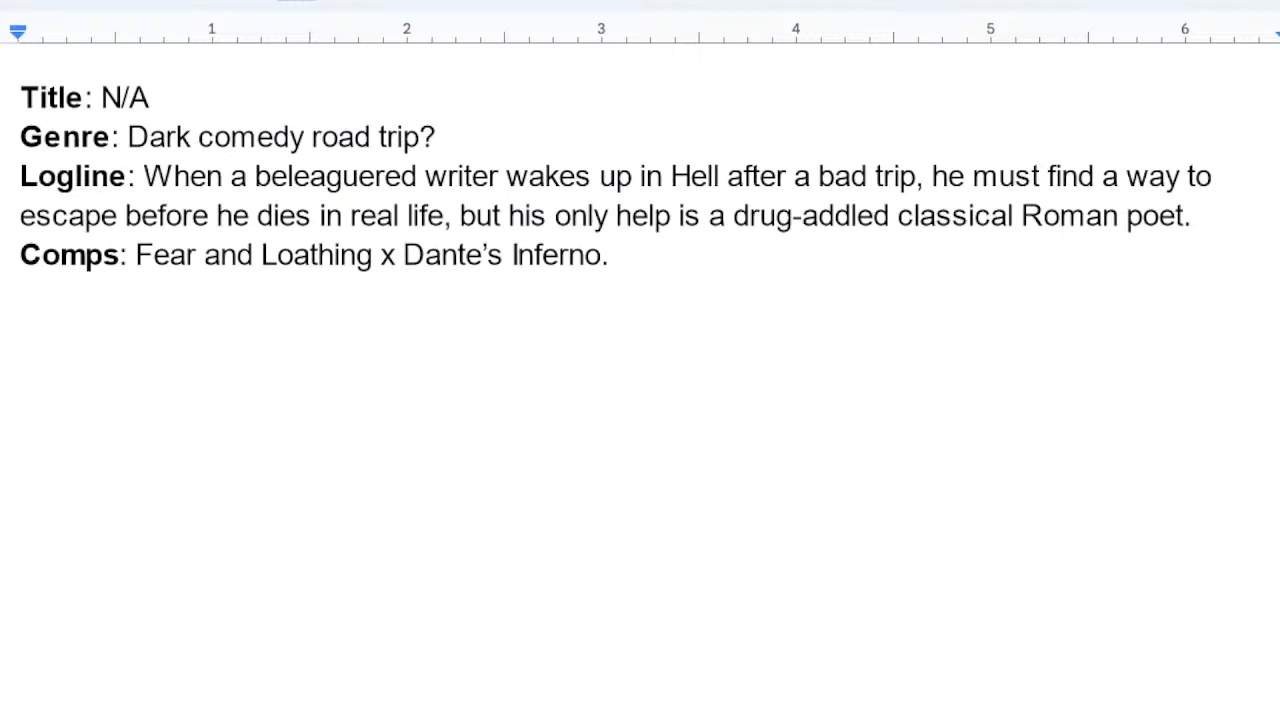 1 2 3 4 5 6
Title: N/A
Genre: Dark comedy road trip?
Logline: When a beleaguered writer wakes up in Hell after a bad trip, he must find a way to
escape before he dies in real life, but his only help is a drug-addled classical Roman poet.
Comps: Fear and Loathing x Dante’s Inferno.